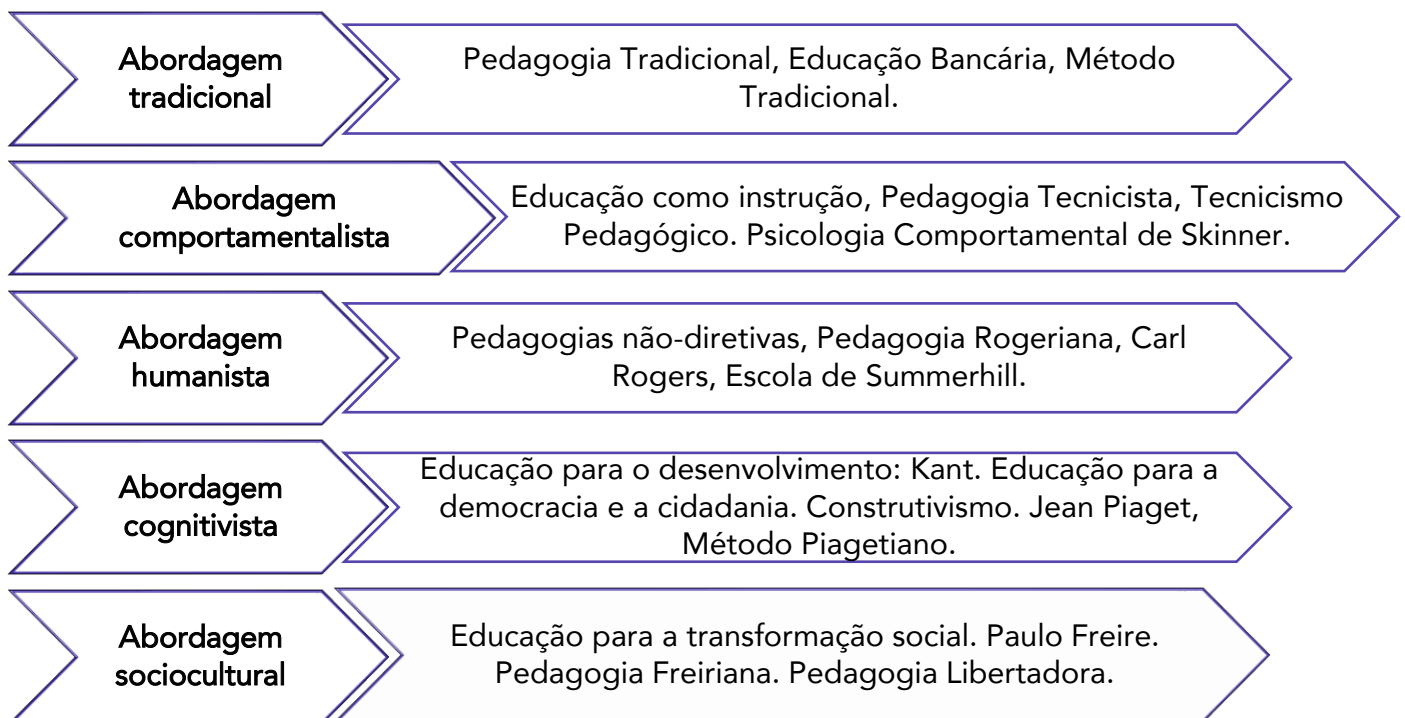 Abordagem
tradicional
Pedagogia Tradicional, Educação Bancária, Método
Tradicional.
Abordagem
comportamentalista
Educação como instrução, Pedagogia Tecnicista, Tecnicismo
Pedagógico. Psicologia Comportamental de Skinner.
Abordagem
humanista
Pedagogias não-diretivas, Pedagogia Rogeriana, Carl
Rogers, Escola de Summerhill.
Abordagem
cognitivista
Educação para o desenvolvimento: Kant. Educação para a
democracia e a cidadania. Construtivismo. Jean Piaget,
Método Piagetiano.
Abordagem
sociocultural
Educação para a transformação social. Paulo Freire.
Pedagogia Freiriana. Pedagogia Libertadora.